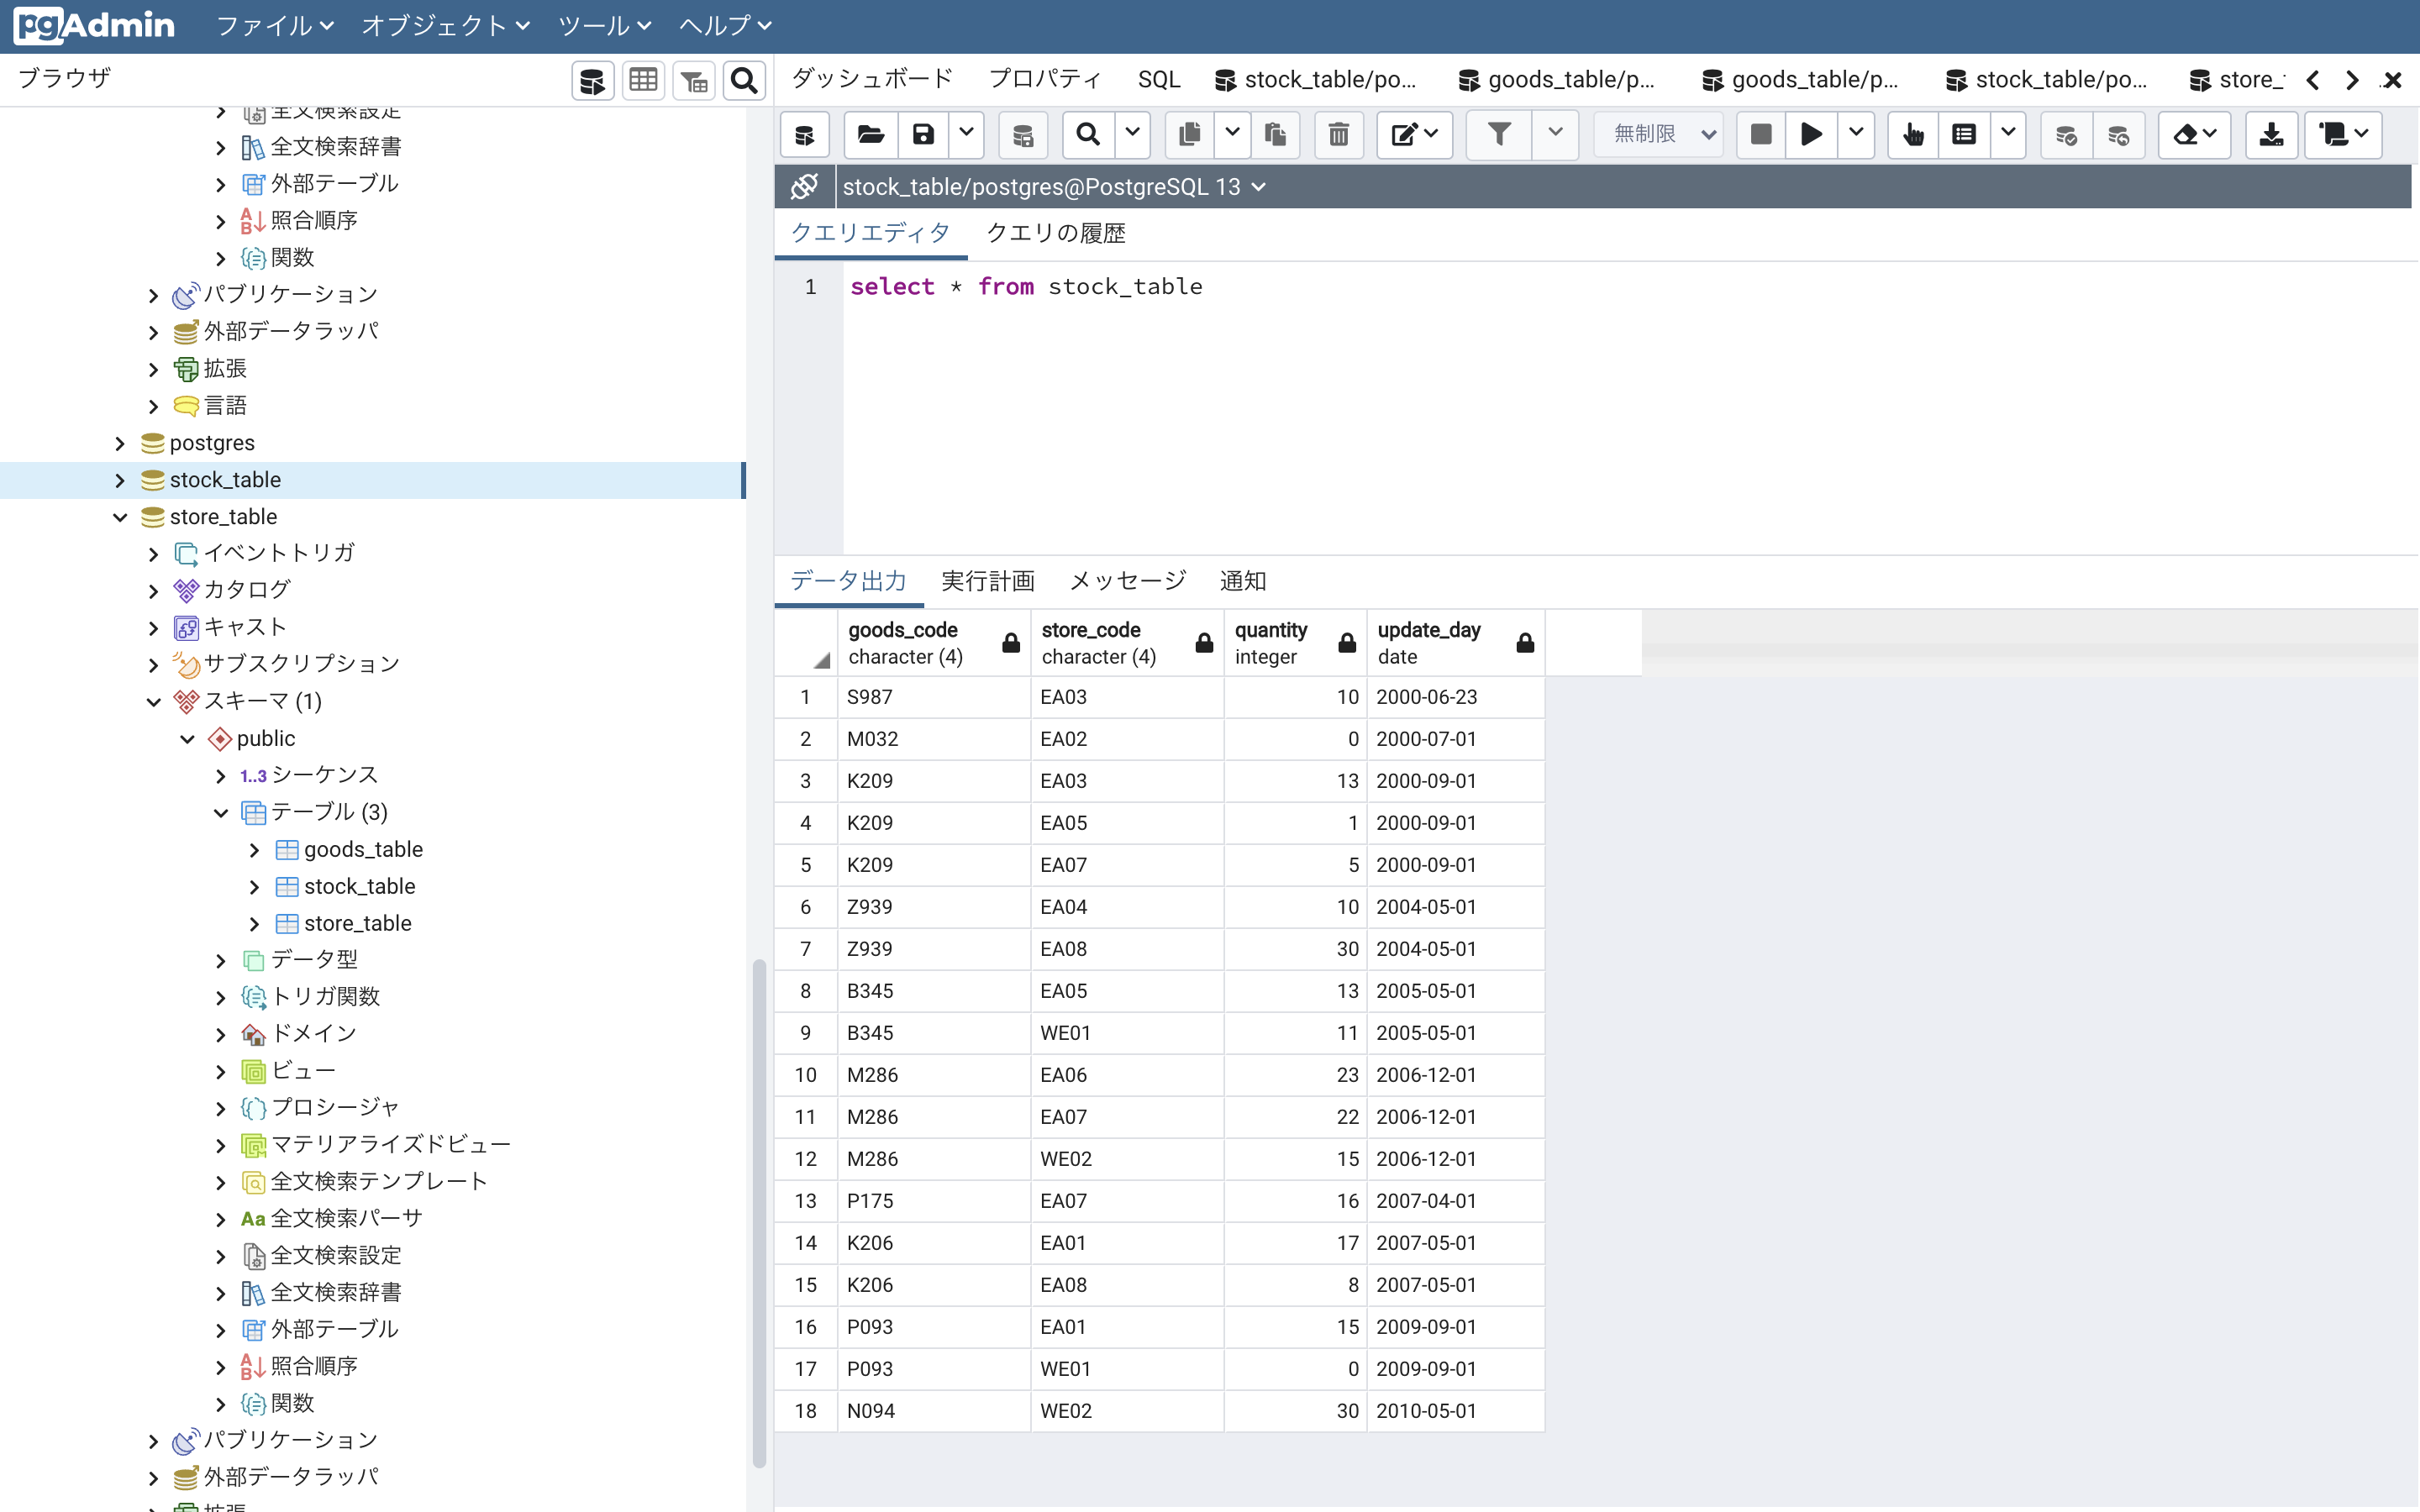 pgAdmin ファイル オブジェクト ツール ヘルプ
ブラウザ
全文検索設定
全文検索辞書
外部テーブル
照合順序
関数
パブリケーション
外部データラッパ
拡張
言語
postgres
stock_table
store_table
イベントトリガ
カタログ
キャスト
サブスクリプション
スキーマ (1)
public
1..3 シーケンス
テーブル (3)
goods_table
stock_table
store_table
データ型
トリガ関数
ドメイン
ビュー
プロシージャ
マテリアライズドビュー
全文検索テンプレート
Aa 全文検索パーサ
全文検索設定
全文検索辞書
外部テーブル
照合順序
関数
パブリケーション
外部データラッパ
拡張
ダッシュボード プロパティ SQL stock_table/po... goods_table/p... goods_table/p... stock_table/po... store_
無制限
stock_table/postgres@PostgreSQL 13
クエリエディタ クエリの履歴
1 select * from stock_table
データ出力 実行計画 メッセージ 通知
goods_code store_code quantity update_day
character (4) character (4) integer date
1 S987 EA03 10 2000-06-23
2 M032 EA02 0 2000-07-01
3 K209 EA03 13 2000-09-01
4 K209 EA05 1 2000-09-01
5 K209 EA07 5 2000-09-01
6 Z939 EA04 10 2004-05-01
7 Z939 EA08 30 2004-05-01
8 B345 EA05 13 2005-05-01
9 B345 WE01 11 2005-05-01
10 M286 EA06 23 2006-12-01
11 M286 EA07 22 2006-12-01
12 M286 WE02 15 2006-12-01
13 P175 EA07 16 2007-04-01
14 K206 EA01 17 2007-05-01
15 K206 EA08 8 2007-05-01
16 P093 EA01 15 2009-09-01
17 P093 WE01 0 2009-09-01
18 N094 WE02 30 2010-05-01